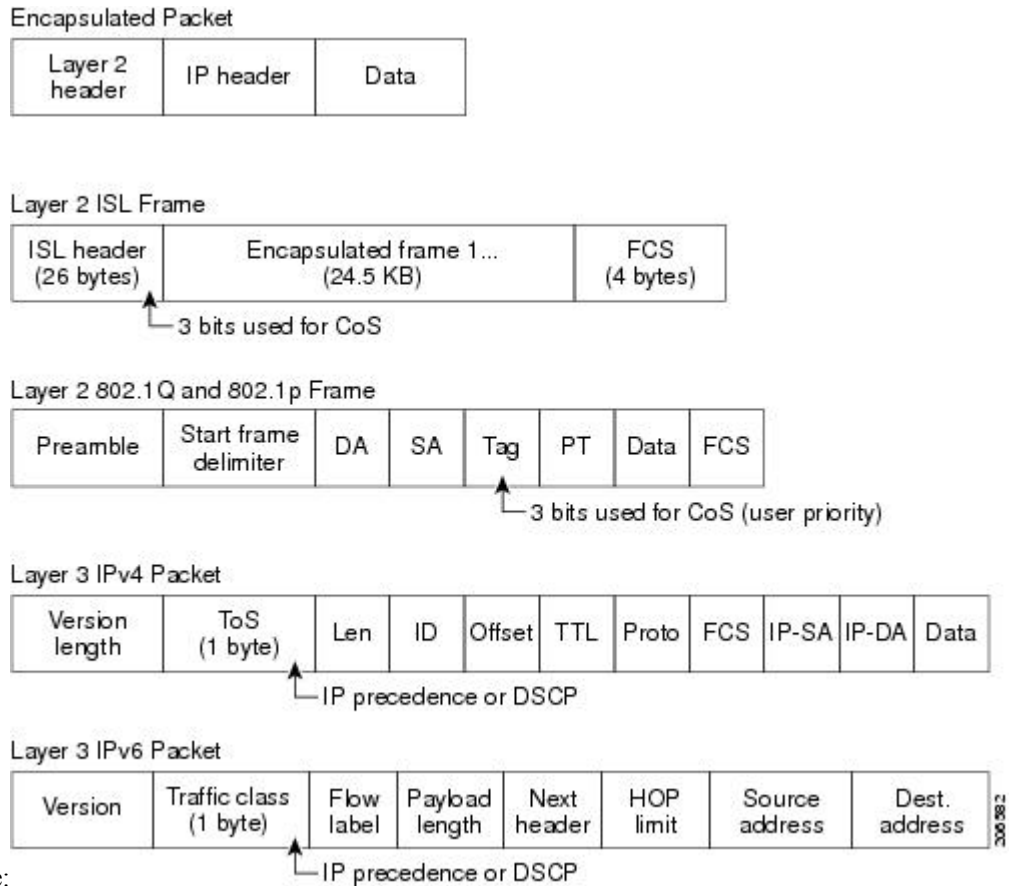 Encapsulated Packet
Layer 2
header
IP header
Data
Layer 2 ISL Frame
ISL header
(26 bytes)
Encapsulated frame 1...
(24.5 KB)
FCS
(4 bytes)
3 bits used for CoS
Layer 2 802.1Q and 802.1p Frame
Preamble
Start frame
delimiter
DA
SA
Tag
PT
Data
FCS
3 bits used for CoS (user priority)
Layer 3 IPv4 Packet
Version
length
ToS
(1 byte)
Len
ID
Offset
TTL
Proto
FCS
IP-SA
IP-DA
Data
IP precedence or DSCP
Layer 3 IPv6 Packet
Version
Traffic class
(1 byte)
Flow
label
Payload
length
Next
header
HOP
limit
Source
address
Dest.
address
206582
IP precedence or DSCP